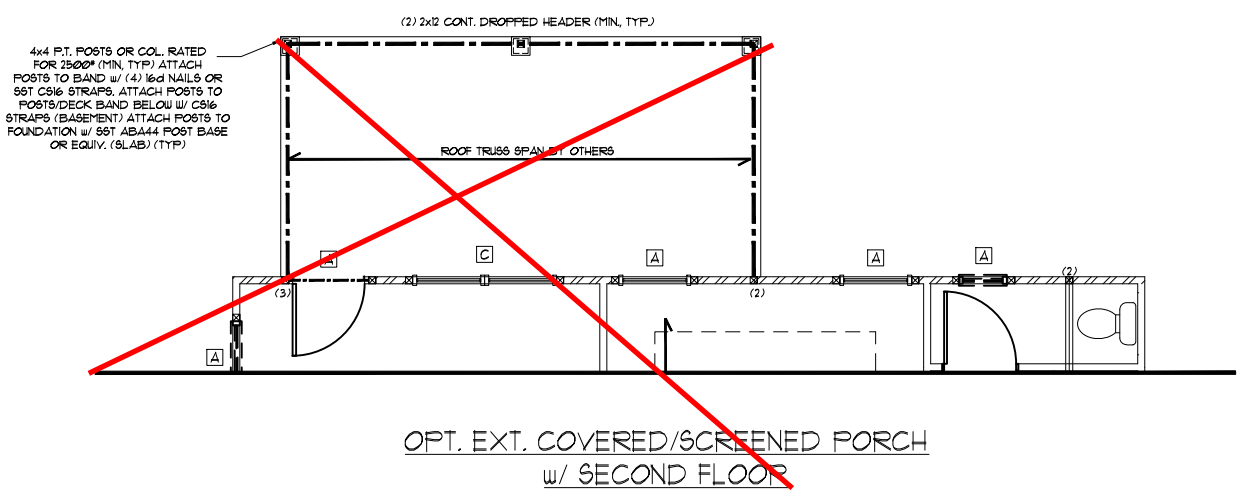 (2) 2x12 CONT. DROPPED HEADER (MIN., TYP.)
4x4 P.T. POSTS OR COL. RATED
FOR 2500# (MIN, TYP) ATTACH
POSTS TO BAND w/ (4) 16d NAILS OR
SST CS16 STRAPS. ATTACH POSTS TO
POSTS/DECK BAND BELOW W/ CS16
STRAPS (BASEMENT) ATTACH POSTS TO
FOUNDATION w/ SST ABA44 POST BASE
OR EQUIV. (SLAB) (TYP)
ROOF TRUSS SPAN BY OTHERS
A
C
A
A
A
(3)
(2)
(2)
A
OPT. EXT. COVERED/SCREENED PORCH
w/ SECOND FLOOR